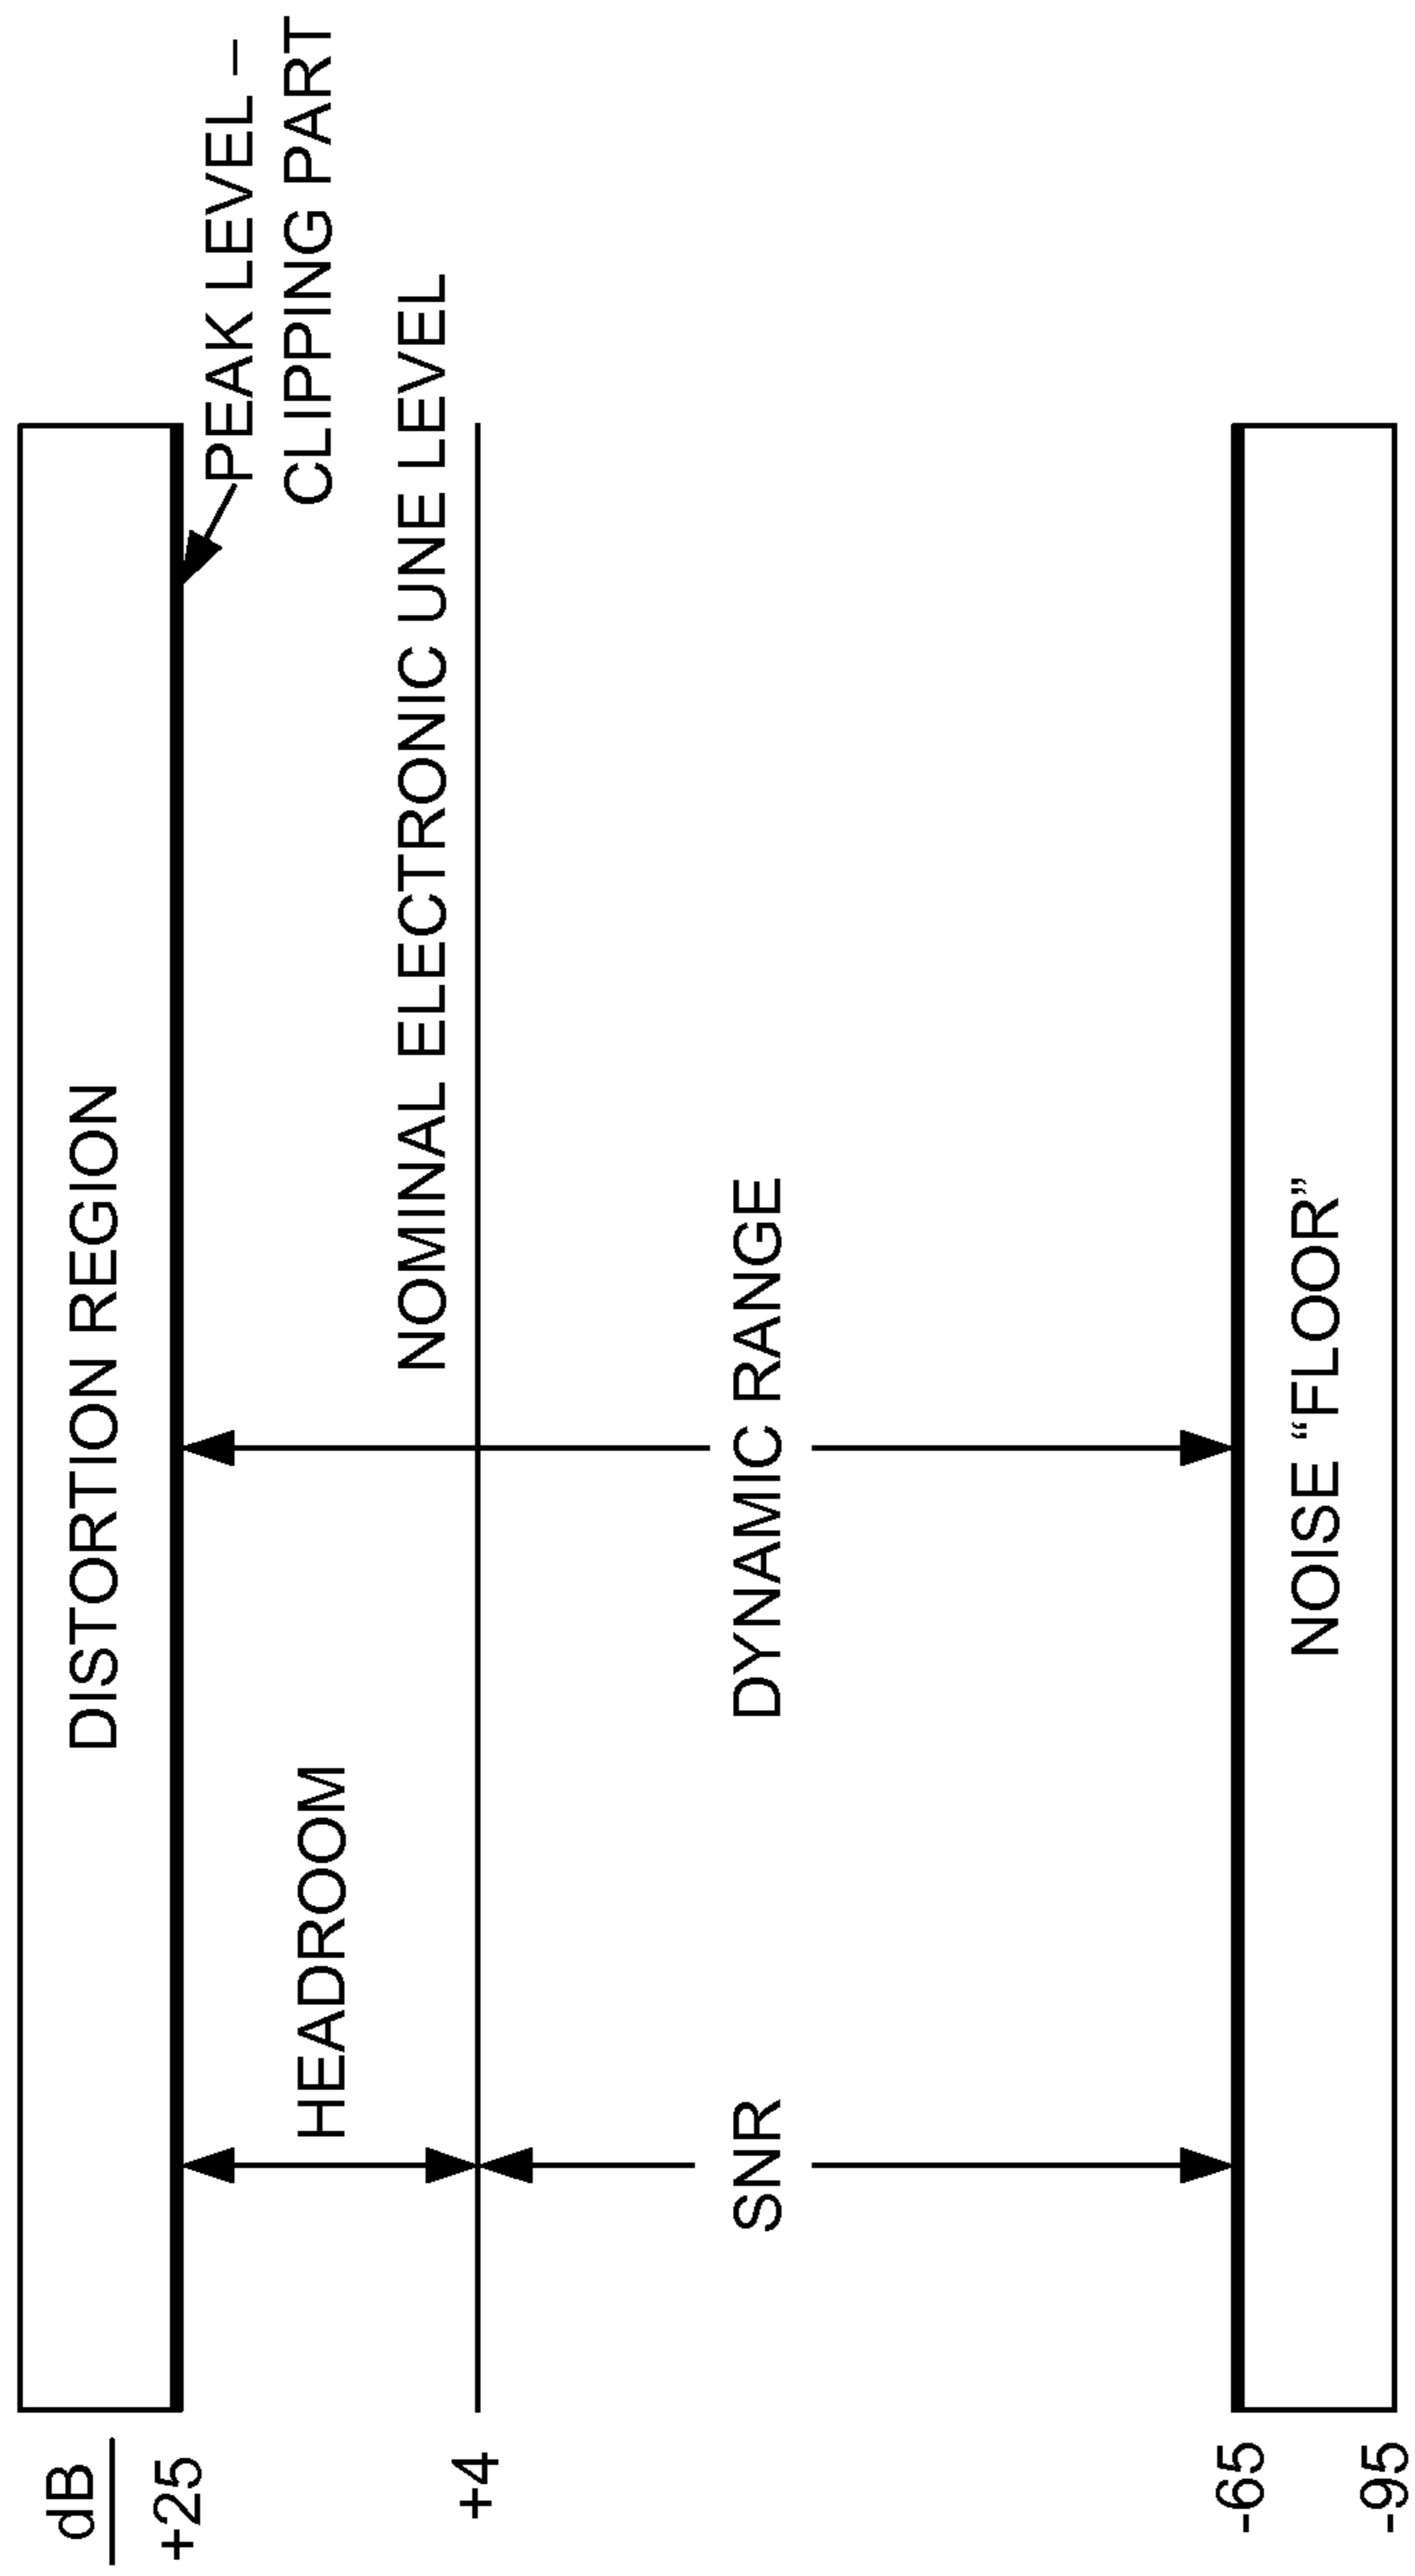 dB
DISTORTION REGION
+25
PEAK LEVEL –
CLIPPING PART
HEADROOM
NOMINAL ELECTRONIC UNE LEVEL
+4
SNR
DYNAMIC RANGE
-65
NOISE “FLOOR”
-95